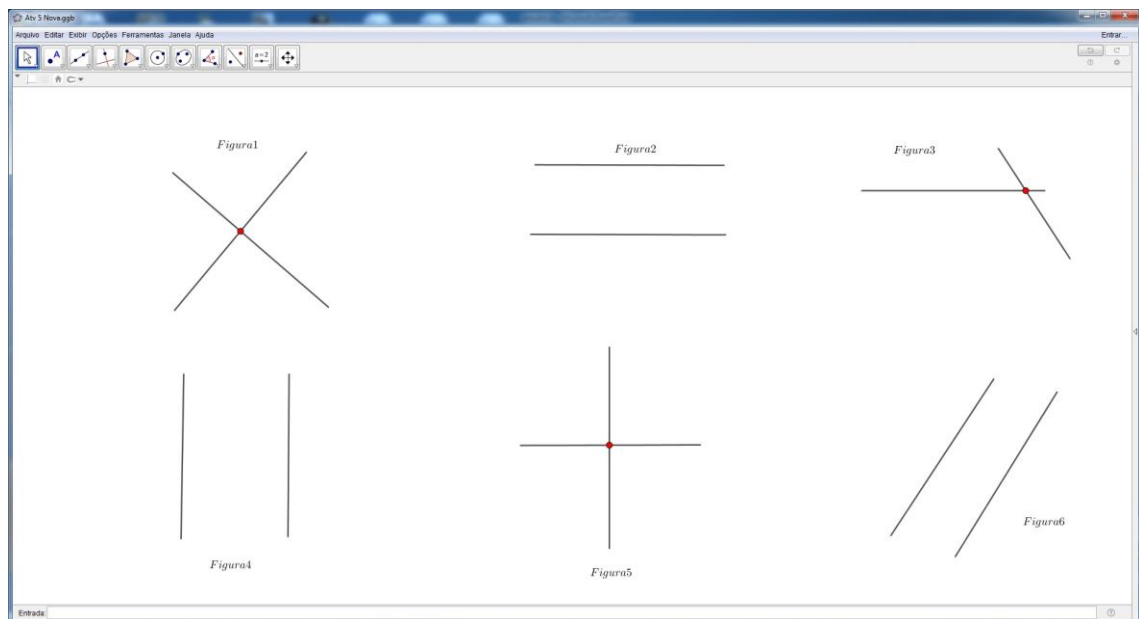 Atv 5 Nova.ggb
Arquivo Editar Exibir Opções Ferramentas Janela Ajuda
Entrar...
A
a=2
Figura1
Figura2
Figura3
Figura4
Figura5
Figura6
Entrada: